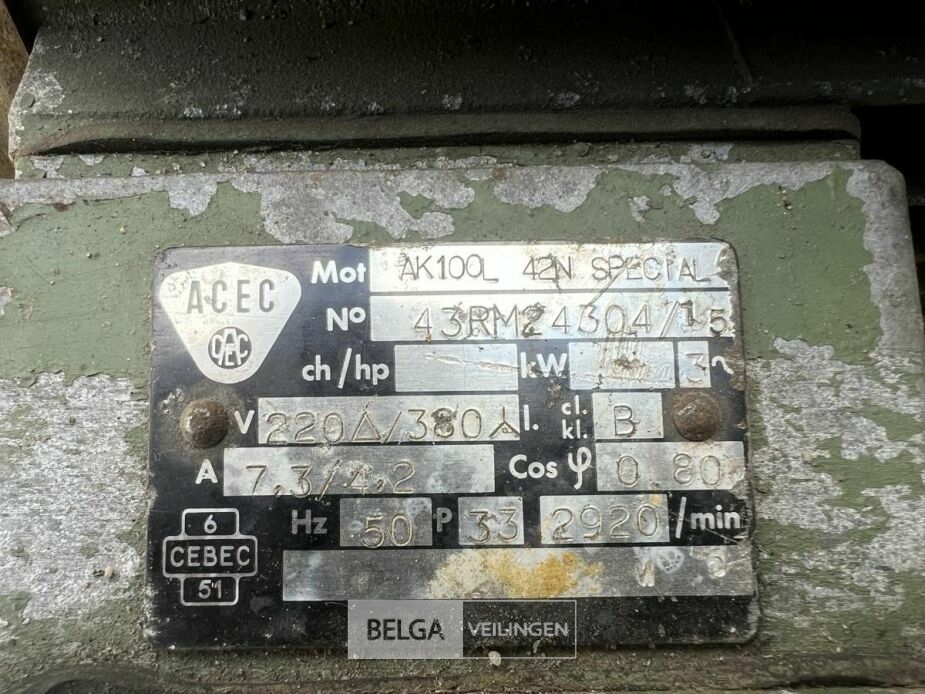 ACEC
ACEC
Mot AK100L 42N SPECIAL
No 43RM24304/15
ch/hp kW 3~
V 220Δ/380⅄ I. cl. kl. B
A 7,3/4,2 Cos φ 0.80
Hz 50 P 33 2920/min
6
CEBEC
51
BELGA VEILINGEN